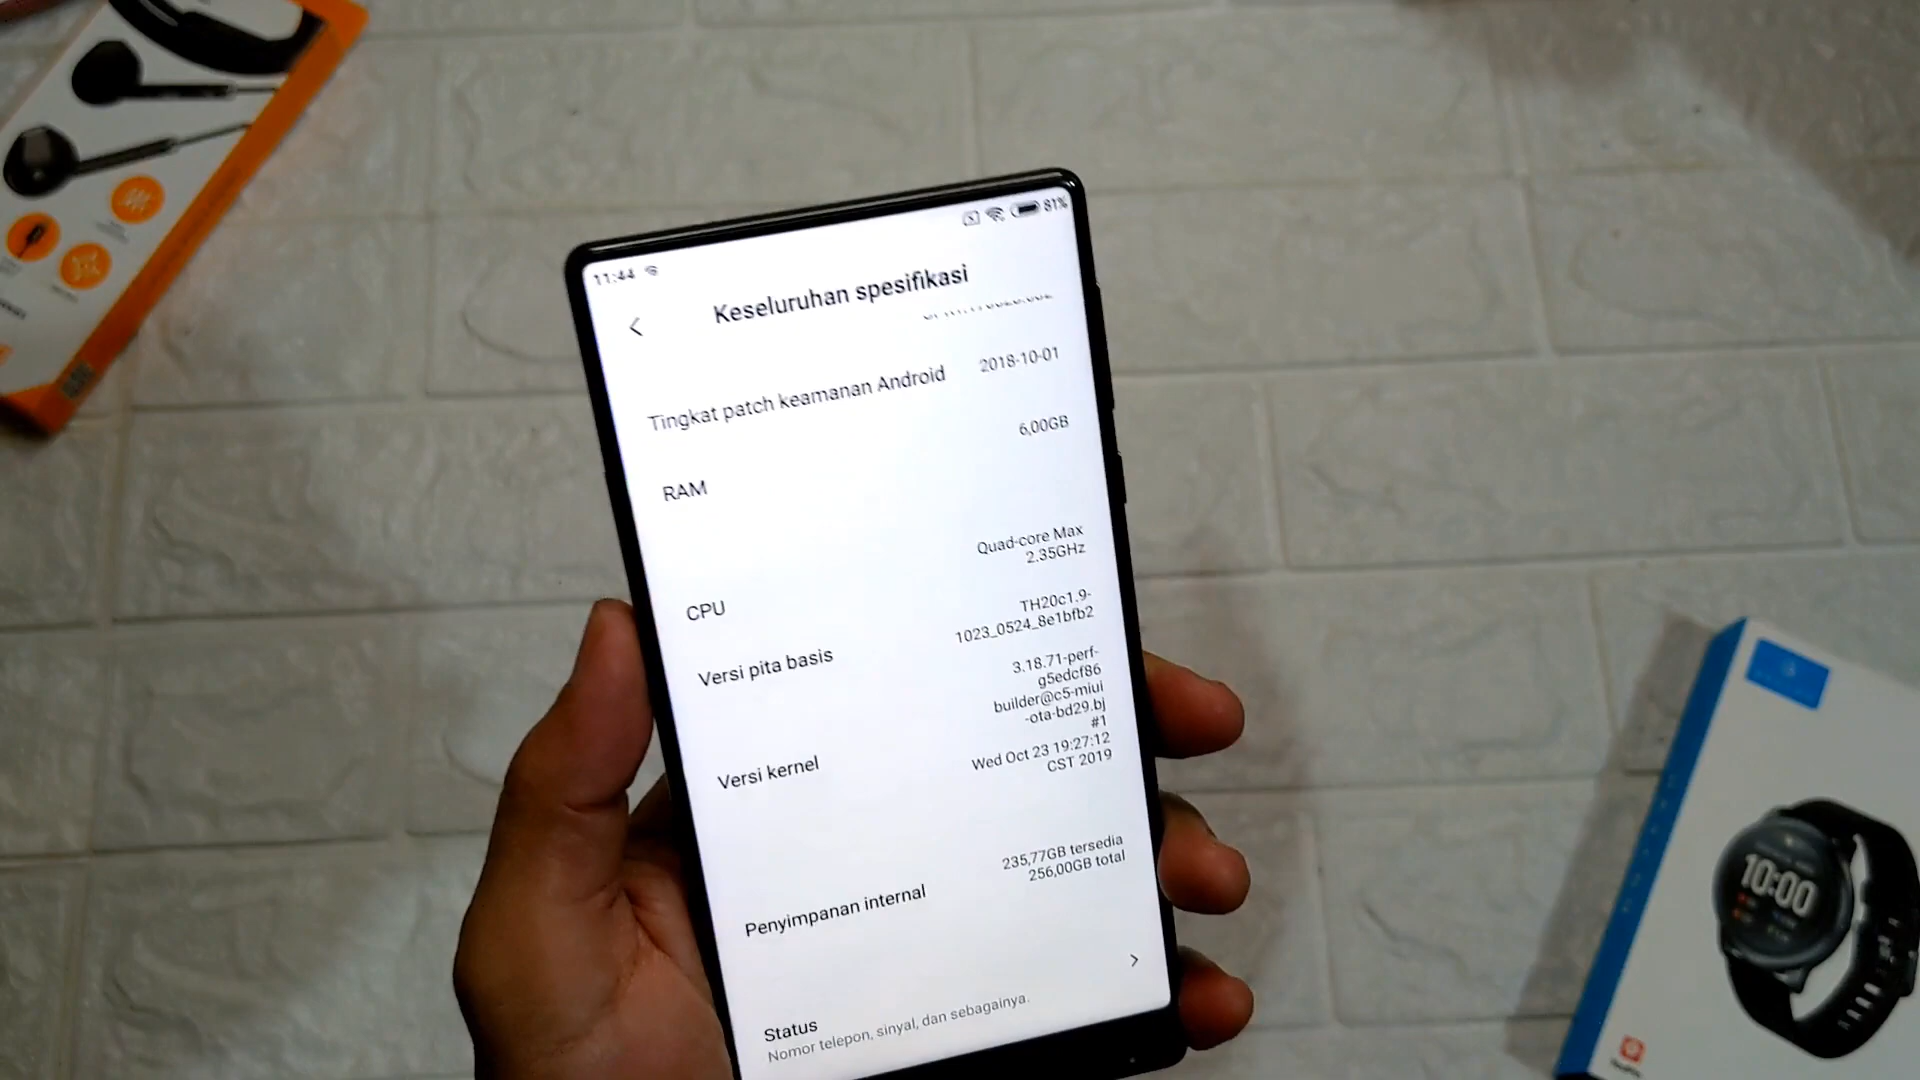 11:44
81%
Keseluruhan spesifikasi
Tingkat patch keamanan Android
2018-10-01
RAM
6,00GB
CPU
Quad-core Max
2.35GHz
Versi pita basis
TH20c1.9-
1023_0524_8e1bfb2
Versi kernel
3.18.71-perf-
g5edcf86
builder@c5-miui
-ota-bd29.bj
#1
Wed Oct 23 19:27:12
CST 2019
Penyimpanan internal
235,77GB tersedia
256,00GB total
Status
Nomor telepon, sinyal, dan sebagainya.
10:00